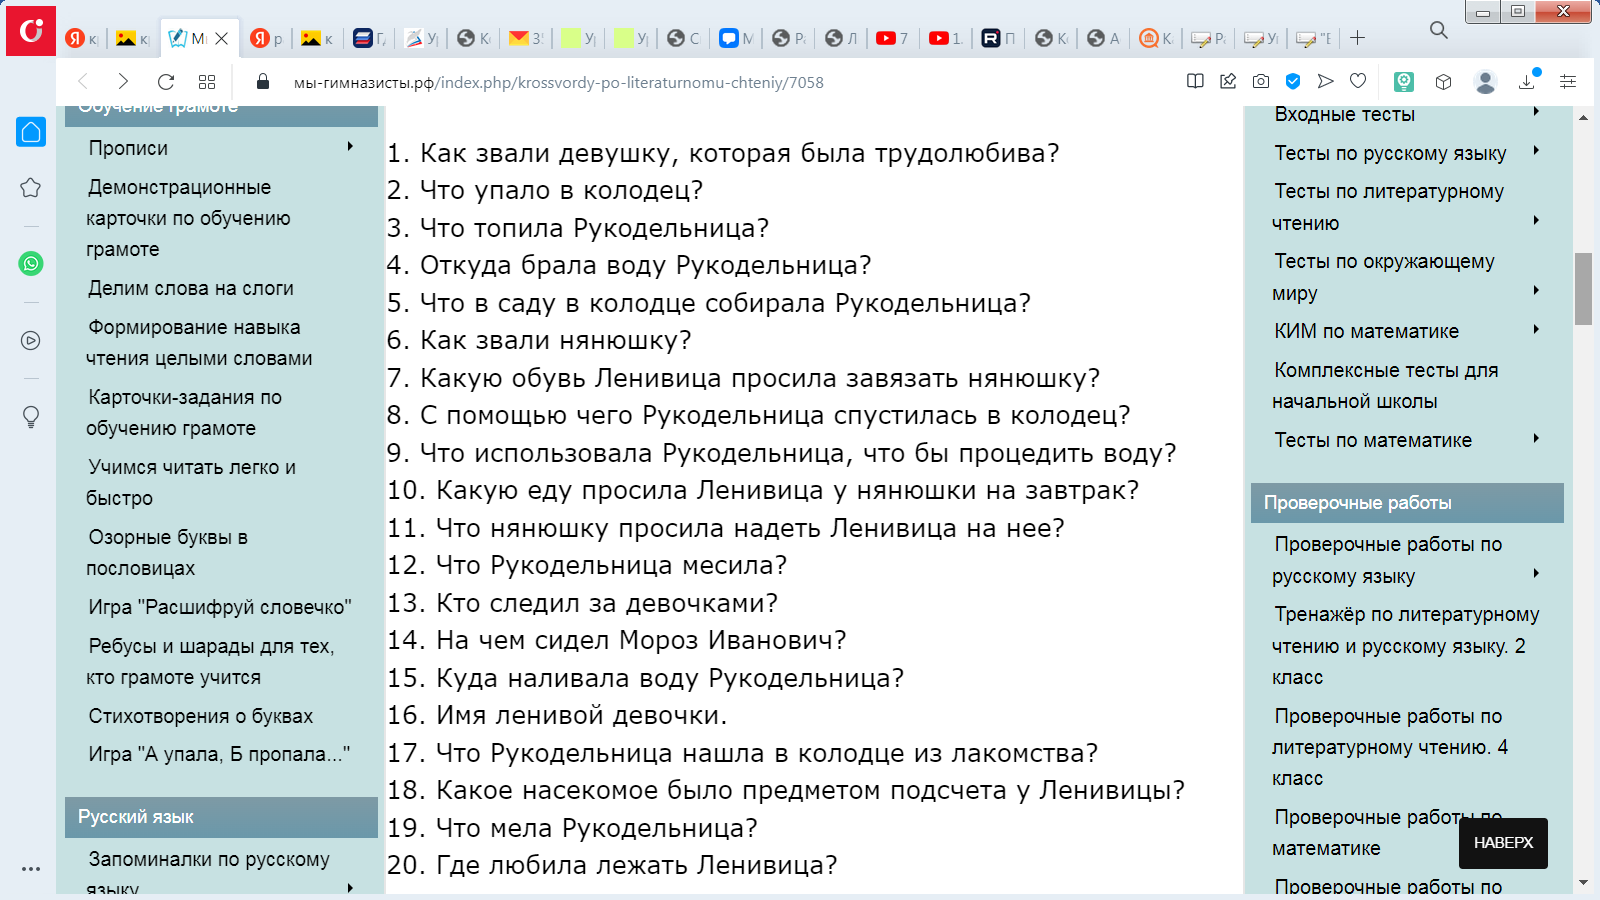 мы-гимназисты.рф/index.php/krossvordy-po-literaturnomu-chteniy/7058
Обучение грамоте
Прописи
Демонстрационные
карточки по обучению
грамоте
Делим слова на слоги
Формирование навыка
чтения целыми словами
Карточки-задания по
обучению грамоте
Учимся читать легко и
быстро
Озорные буквы в
пословицах
Игра "Расшифруй словечко"
Ребусы и шарады для тех,
кто грамоте учится
Стихотворения о буквах
Игра "А упала, Б пропала..."
Русский язык
Запоминалки по русскому
языку
1. Как звали девушку, которая была трудолюбива?
2. Что упало в колодец?
3. Что топила Рукодельница?
4. Откуда брала воду Рукодельница?
5. Что в саду в колодце собирала Рукодельница?
6. Как звали нянюшку?
7. Какую обувь Ленивица просила завязать нянюшку?
8. С помощью чего Рукодельница спустилась в колодец?
9. Что использовала Рукодельница, что бы процедить воду?
10. Какую еду просила Ленивица у нянюшки на завтрак?
11. Что нянюшку просила надеть Ленивица на нее?
12. Что Рукодельница месила?
13. Кто следил за девочками?
14. На чем сидел Мороз Иванович?
15. Куда наливала воду Рукодельница?
16. Имя ленивой девочки.
17. Что Рукодельница нашла в колодце из лакомства?
18. Какое насекомое было предметом подсчета у Ленивицы?
19. Что мела Рукодельница?
20. Где любила лежать Ленивица?
Входные тесты
Тесты по русскому языку
Тесты по литературному
чтению
Тесты по окружающему
миру
КИМ по математике
Комплексные тесты для
начальной школы
Тесты по математике
Проверочные работы
Проверочные работы по
русскому языку
Тренажёр по литературному
чтению и русскому языку. 2
класс
Проверочные работы по
литературному чтению. 4
класс
Проверочные работы по
математике
НАВЕРХ
Проверочные работы по